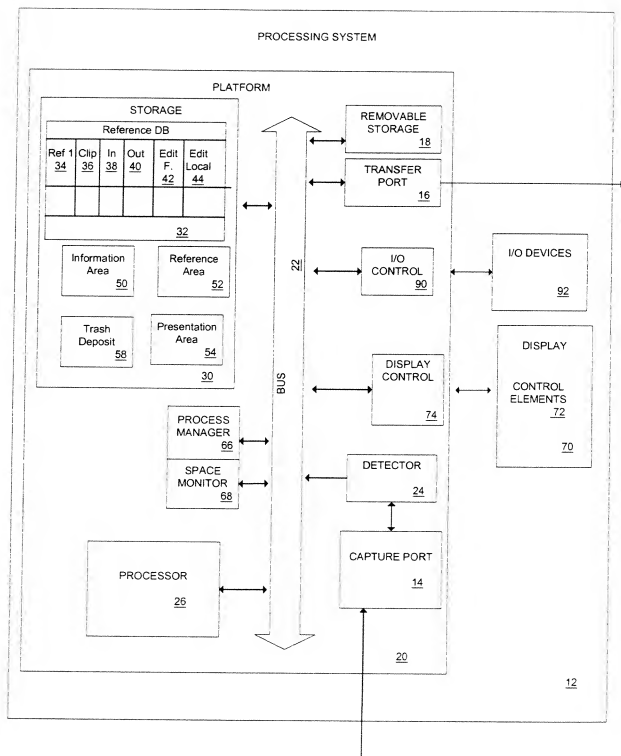 PROCESSING SYSTEM
PLATFORM
STORAGE
Reference DB
Ref 1 Clip In Out Edit Edit
34 36 38 40 F. Local
42 44
32
Information
Area
50
Reference
Area
52
Trash
Deposit
58
Presentation
Area
54
30
PROCESS
MANAGER
66
SPACE
MONITOR
68
PROCESSOR
26
BUS
22
REMOVABLE
STORAGE
18
TRANSFER
PORT
16
I/O
CONTROL
90
I/O DEVICES
92
DISPLAY
CONTROL
74
DISPLAY
CONTROL
ELEMENTS
72
70
DETECTOR
24
CAPTURE PORT
14
20
12